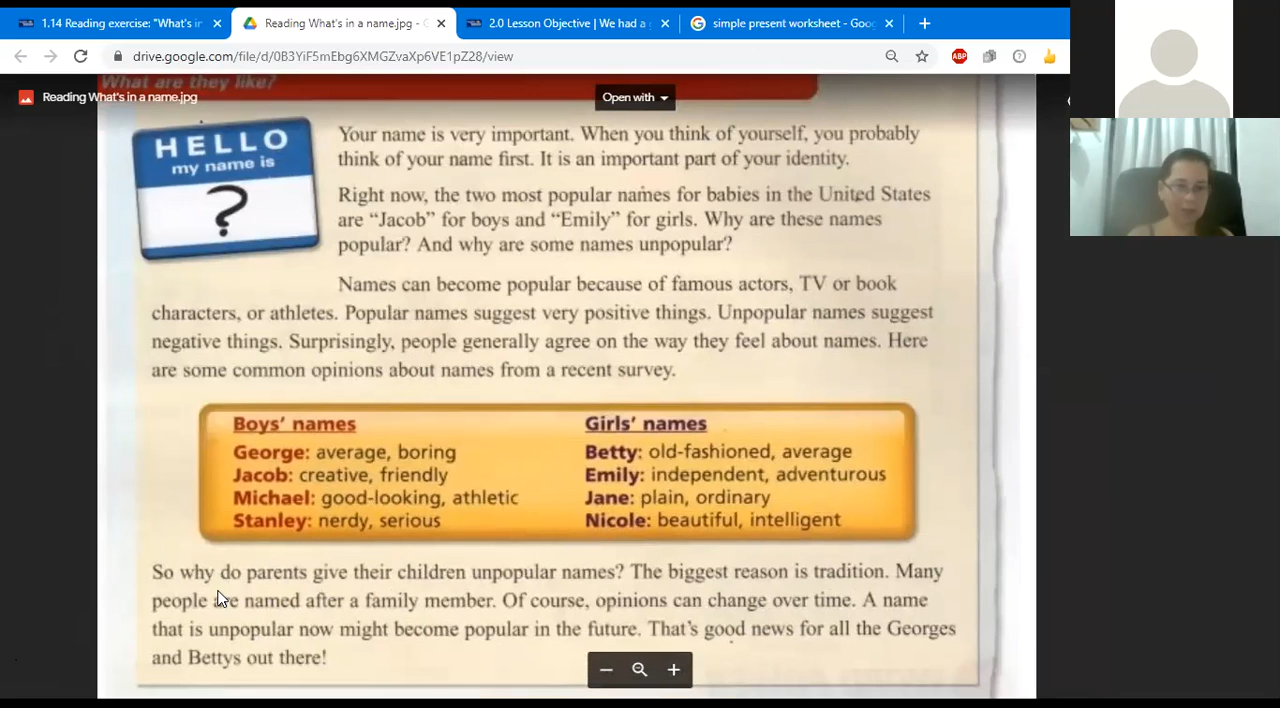 1.14 Reading exercise: "What's in
Reading What's in a name.jpg - G
2.0 Lesson Objective | We had a
simple present worksheet - Goo
drive.google.com/file/d/0B3YiF5mEbg6XMGZvaXp6VE1pZ28/view
ABP
What are they like?
Reading What's in a name.jpg
Open with
HELLO
my name is
?
Your name is very important. When you think of yourself, you probably
think of your name first. It is an important part of your identity.
Right now, the two most popular names for babies in the United States
are “Jacob” for boys and “Emily” for girls. Why are these names
popular? And why are some names unpopular?
Names can become popular because of famous actors, TV or book
characters, or athletes. Popular names suggest very positive things. Unpopular names suggest
negative things. Surprisingly, people generally agree on the way they feel about names. Here
are some common opinions about names from a recent survey.
Boys’ names
George: average, boring
Jacob: creative, friendly
Michael: good-looking, athletic
Stanley: nerdy, serious
Girls’ names
Betty: old-fashioned, average
Emily: independent, adventurous
Jane: plain, ordinary
Nicole: beautiful, intelligent
So why do parents give their children unpopular names? The biggest reason is tradition. Many
people are named after a family member. Of course, opinions can change over time. A name
that is unpopular now might become popular in the future. That’s good news for all the Georges
and Bettys out there!